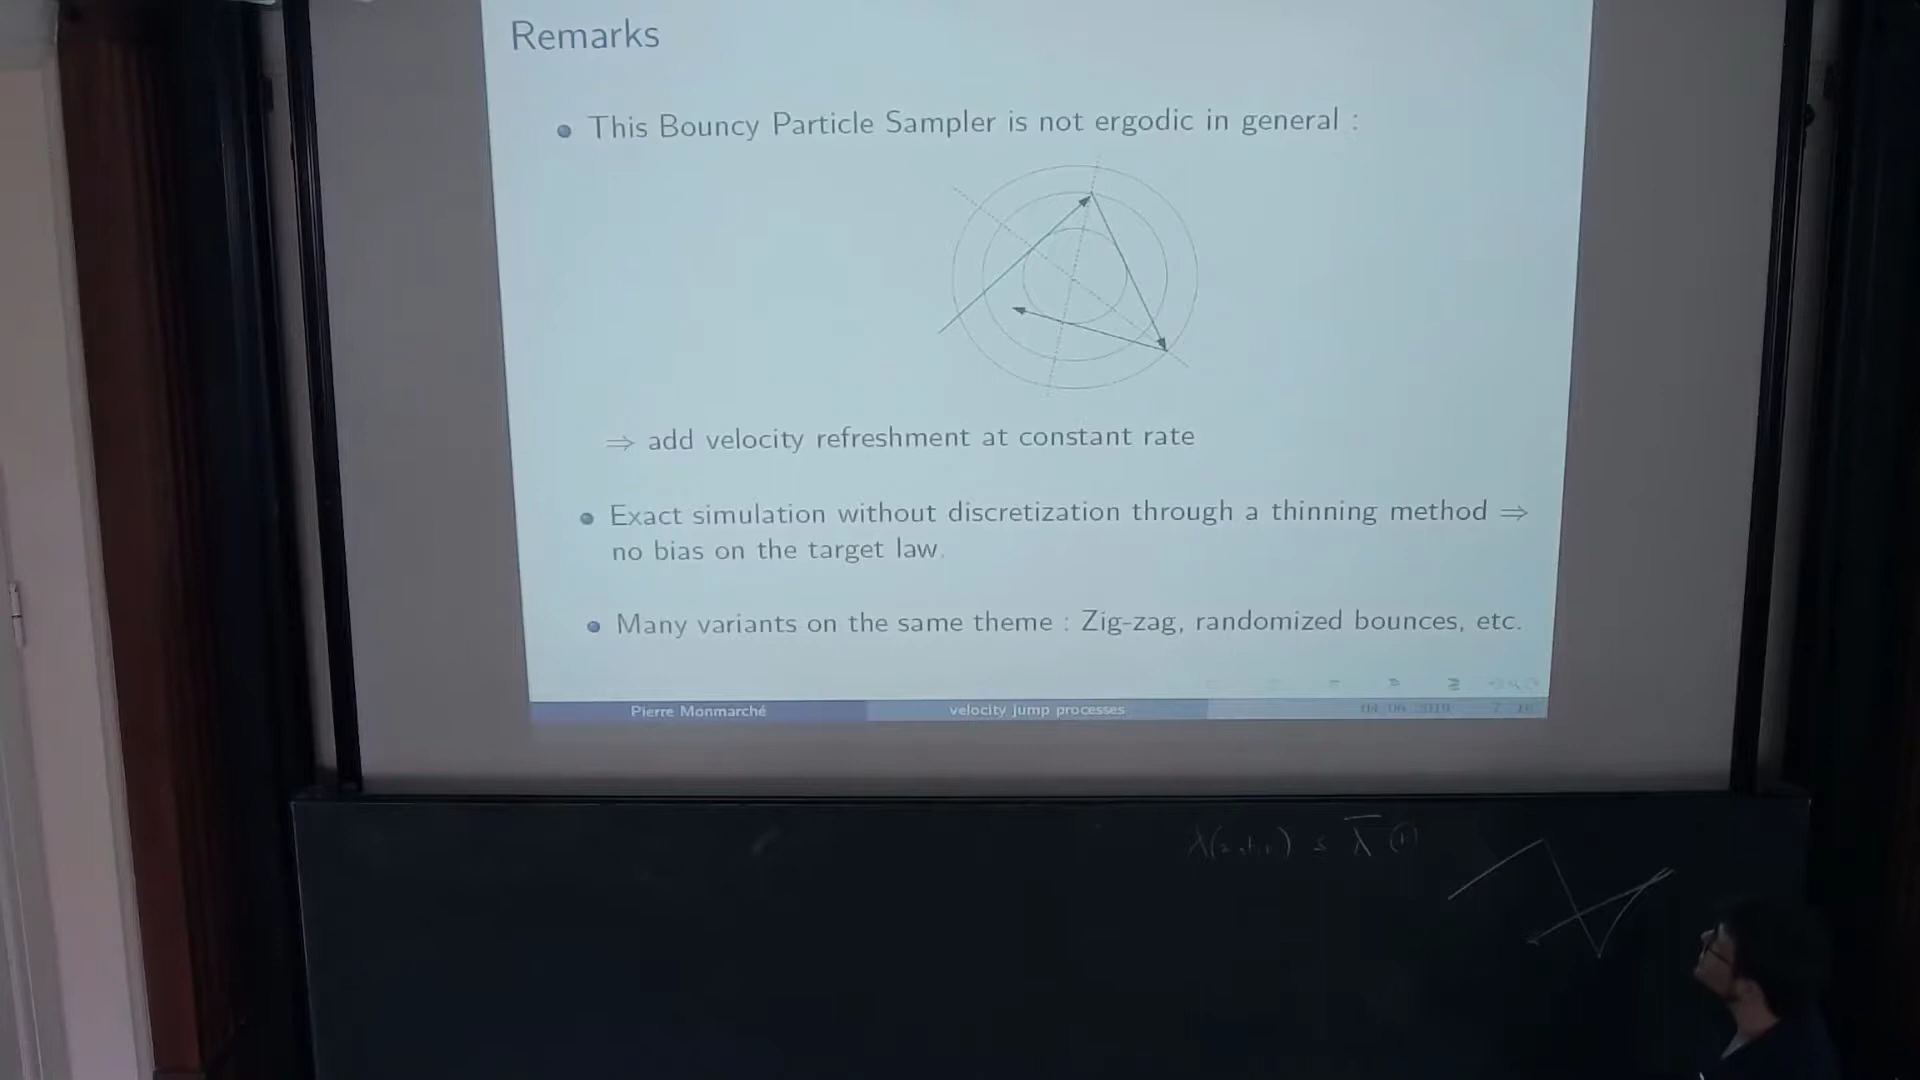 Remarks
This Bouncy Particle Sampler is not ergodic in general :
⇒ add velocity refreshment at constant rate
Exact simulation without discretization through a thinning method ⇒
no bias on the target law.
Many variants on the same theme : Zig-zag, randomized bounces, etc.
Pierre Monmarché velocity jump processes